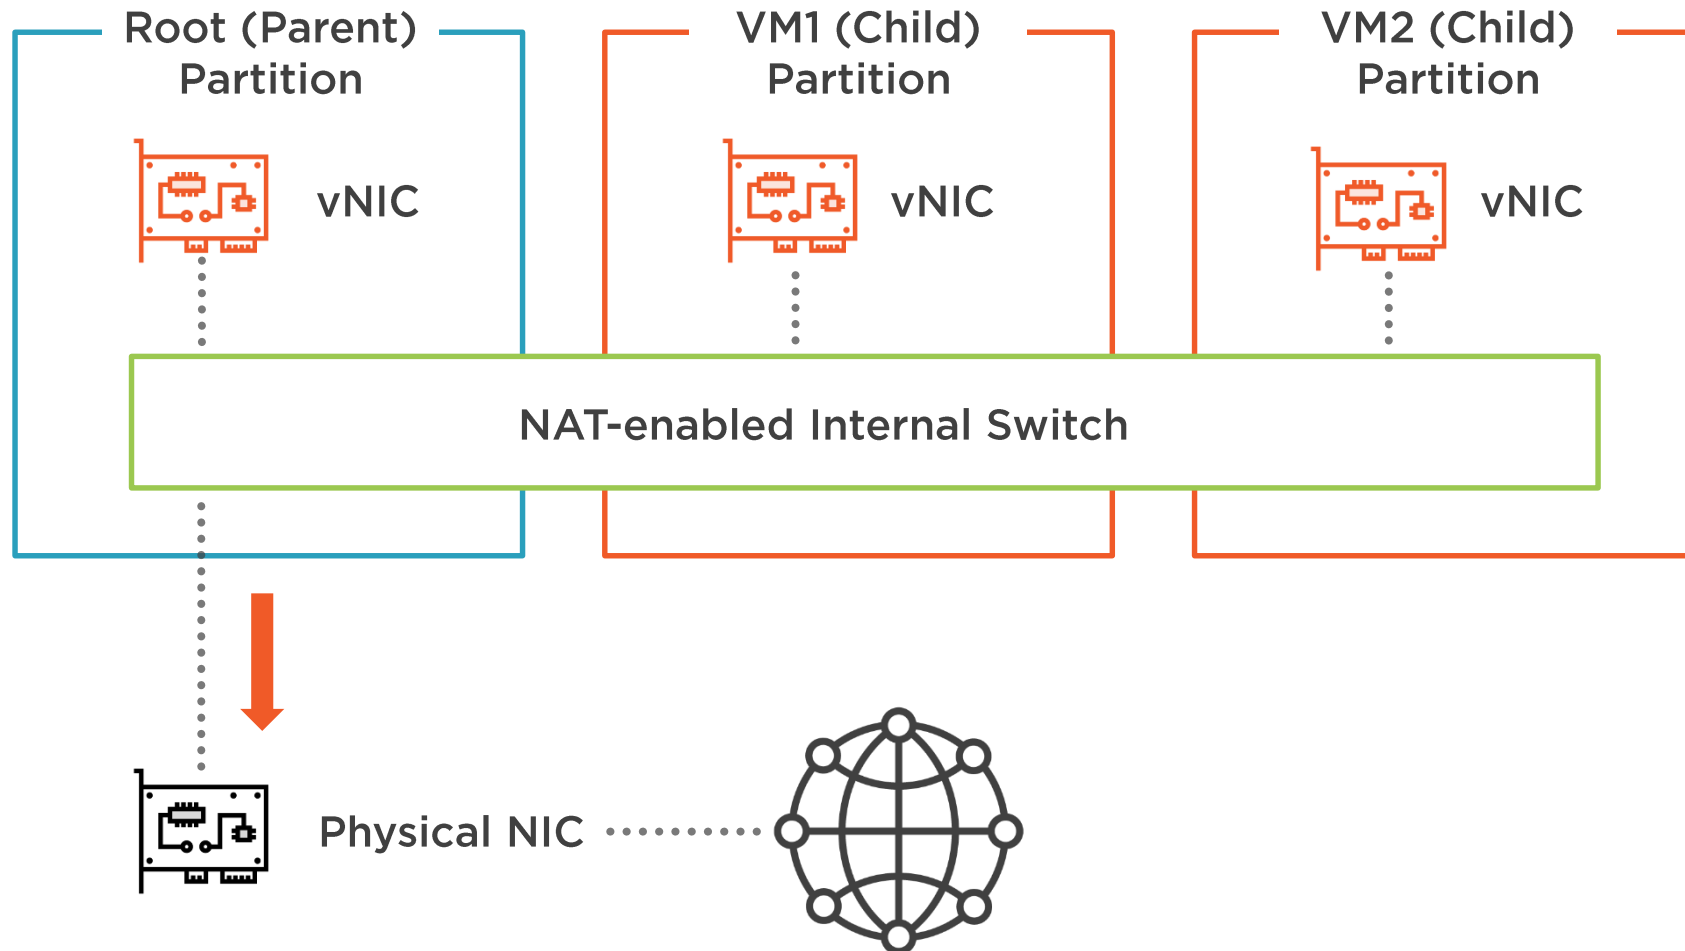 Root (Parent)
Partition
VM1 (Child)
Partition
VM2 (Child)
Partition
vNIC
vNIC
vNIC
NAT-enabled Internal Switch
Physical NIC